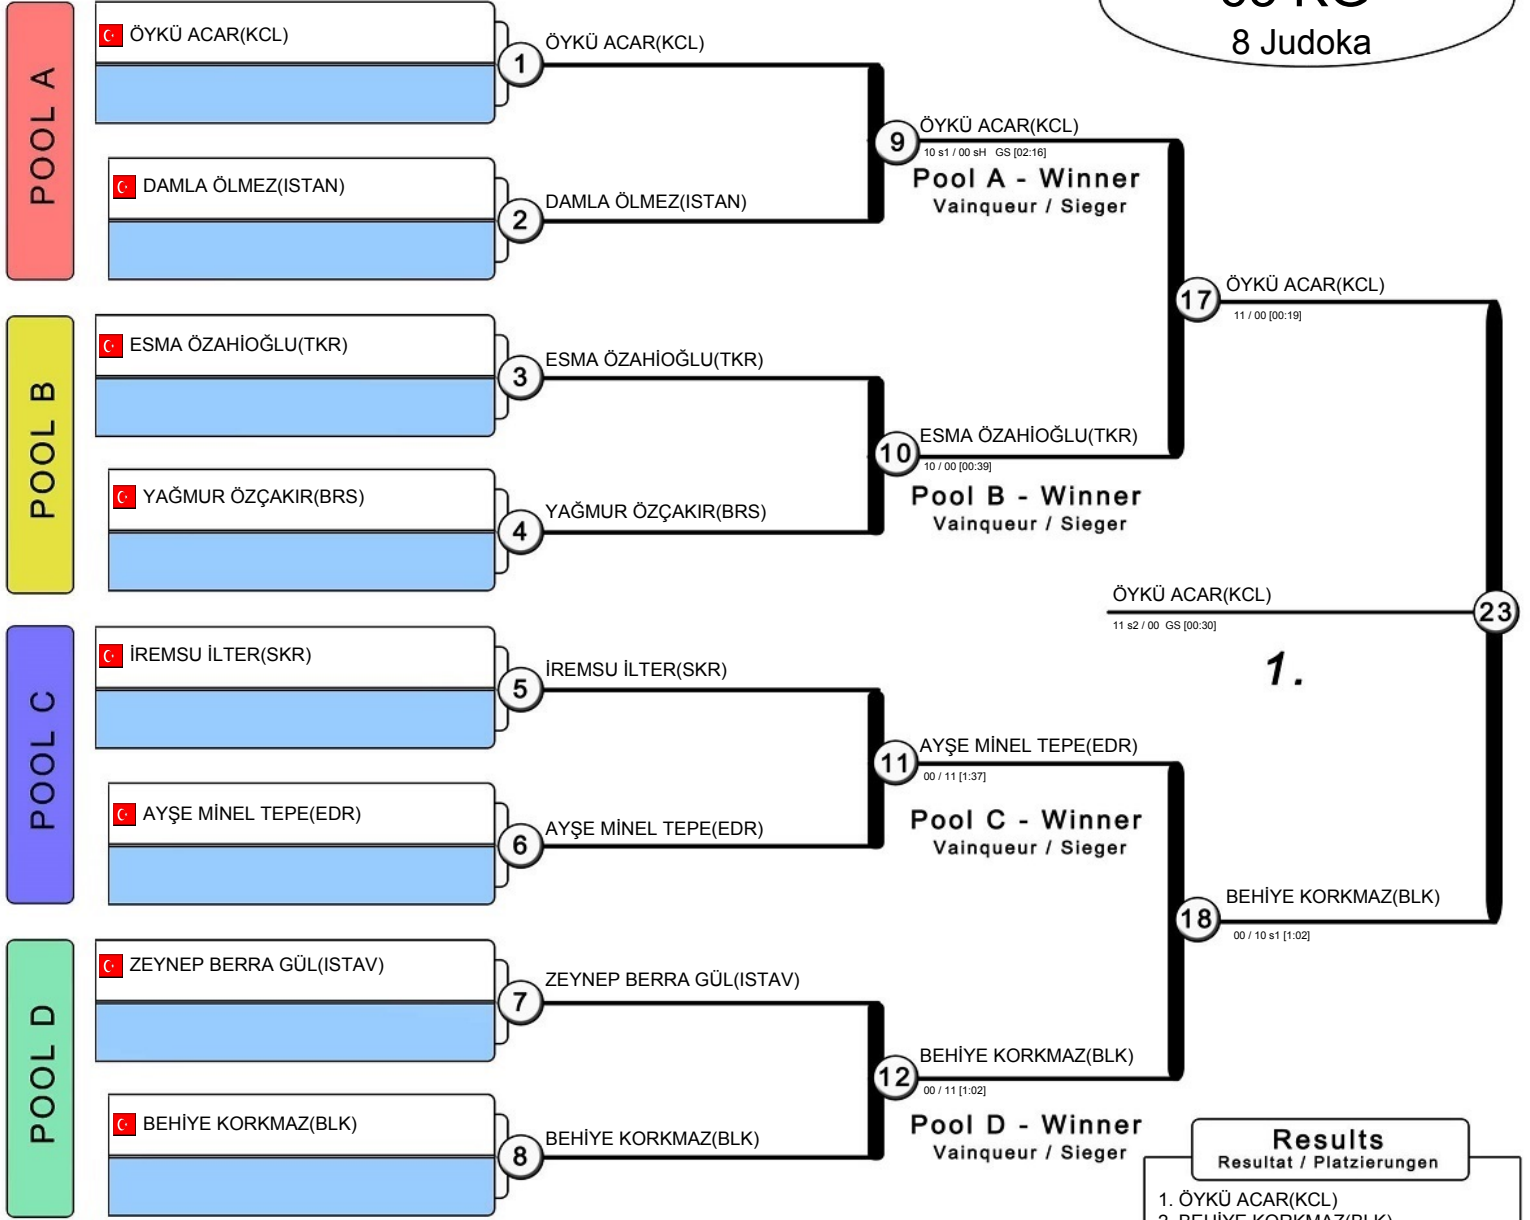 8 Judoka
POOL A
ÖYKÜ ACAR(KCL)
1
ÖYKÜ ACAR(KCL)
DAMLA ÖLMEZ(ISTAN)
2
DAMLA ÖLMEZ(ISTAN)
9
ÖYKÜ ACAR(KCL)
10 s1 / 00 sH GS [02:16]
Pool A - Winner
Vainqueur / Sieger
POOL B
ESMA ÖZAHİOĞLU(TKR)
3
ESMA ÖZAHİOĞLU(TKR)
YAĞMUR ÖZÇAKIR(BRS)
4
YAĞMUR ÖZÇAKIR(BRS)
10
ESMA ÖZAHİOĞLU(TKR)
10 / 00 [00:39]
Pool B - Winner
Vainqueur / Sieger
17
ÖYKÜ ACAR(KCL)
11 / 00 [00:19]
POOL C
İREMSU İLTER(SKR)
5
İREMSU İLTER(SKR)
AYŞE MİNEL TEPE(EDR)
6
AYŞE MİNEL TEPE(EDR)
11
AYŞE MİNEL TEPE(EDR)
00 / 11 [1:37]
Pool C - Winner
Vainqueur / Sieger
POOL D
ZEYNEP BERRA GÜL(ISTAV)
7
ZEYNEP BERRA GÜL(ISTAV)
BEHİYE KORKMAZ(BLK)
8
BEHİYE KORKMAZ(BLK)
12
BEHİYE KORKMAZ(BLK)
00 / 11 [1:02]
Pool D - Winner
Vainqueur / Sieger
18
BEHİYE KORKMAZ(BLK)
00 / 10 s1 [1:02]
ÖYKÜ ACAR(KCL)
23
11 s2 / 00 GS [00:30]
1.
Results
Resultat / Platzierungen
1. ÖYKÜ ACAR(KCL)
2. BEHİYE KORKMAZ(BLK)